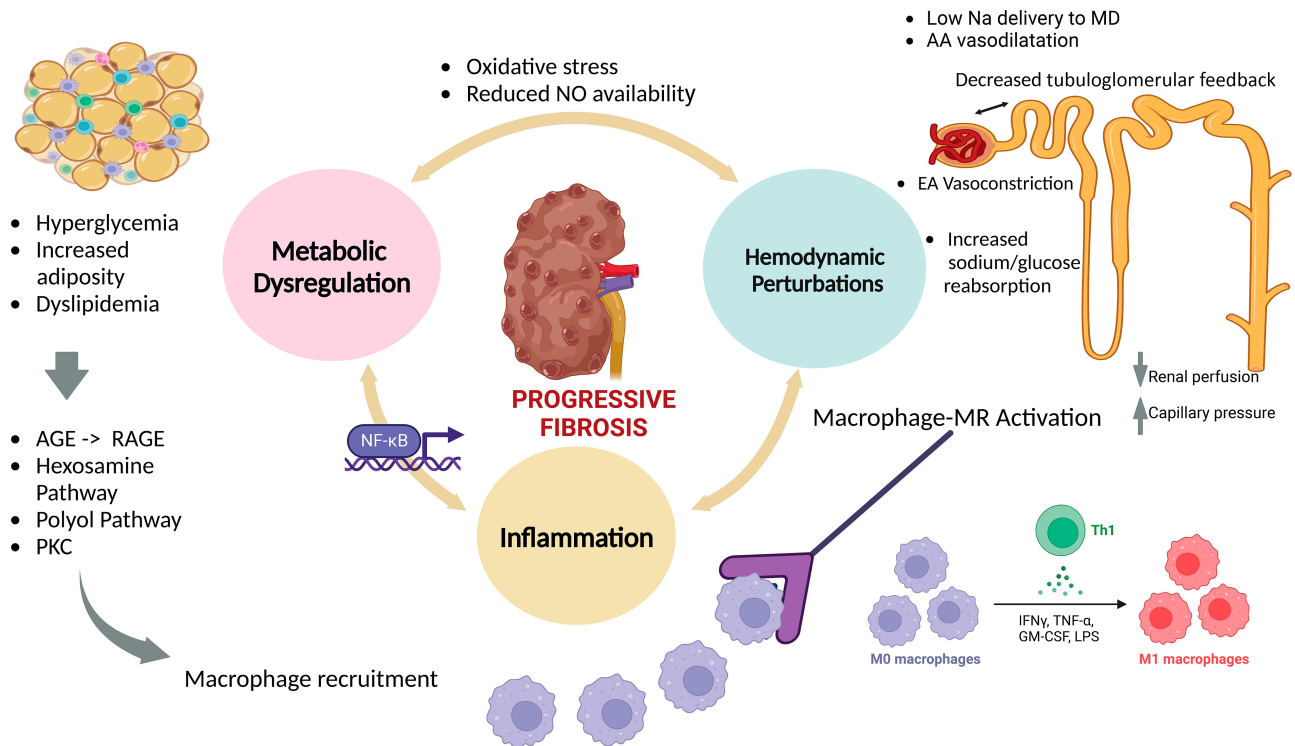 • Low Na delivery to MD
• AA vasodilatation
Decreased tubuloglomerular feedback
• Oxidative stress
• Reduced NO availability
• EA Vasoconstriction
• Increased
sodium/glucose
reabsorption
• Hyperglycemia
• Increased
adiposity
• Dyslipidemia
Metabolic
Dysregulation
Hemodynamic
Perturbations
PROGRESSIVE
FIBROSIS
Renal perfusion
Capillary pressure
Macrophage-MR Activation
NF-κB
• AGE -> RAGE
• Hexosamine
Pathway
• Polyol Pathway
• PKC
Inflammation
Th1
IFNγ, TNF-α,
GM-CSF, LPS
M0 macrophages
M1 macrophages
Macrophage recruitment